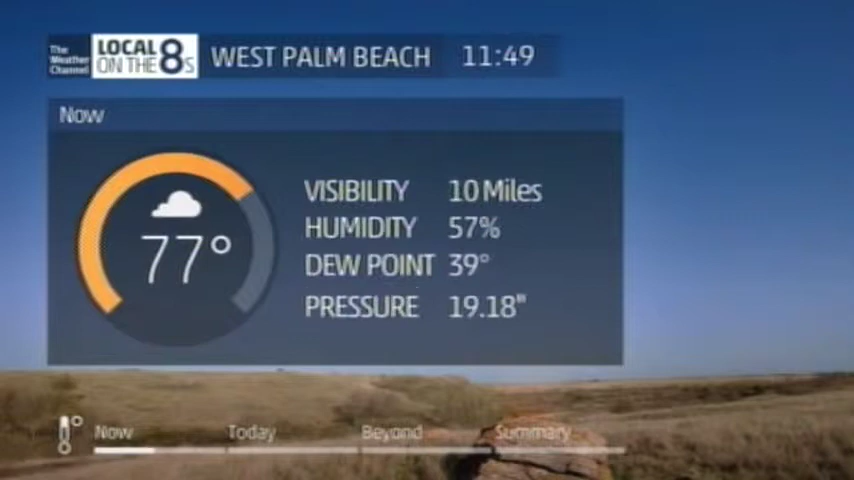 The Weather Channel
LOCAL ON THE 8s
WEST PALM BEACH 11:49
Now
77°
VISIBILITY 10 Miles
HUMIDITY 57%
DEW POINT 39°
PRESSURE 19.18"
Now Today Beyond Summary